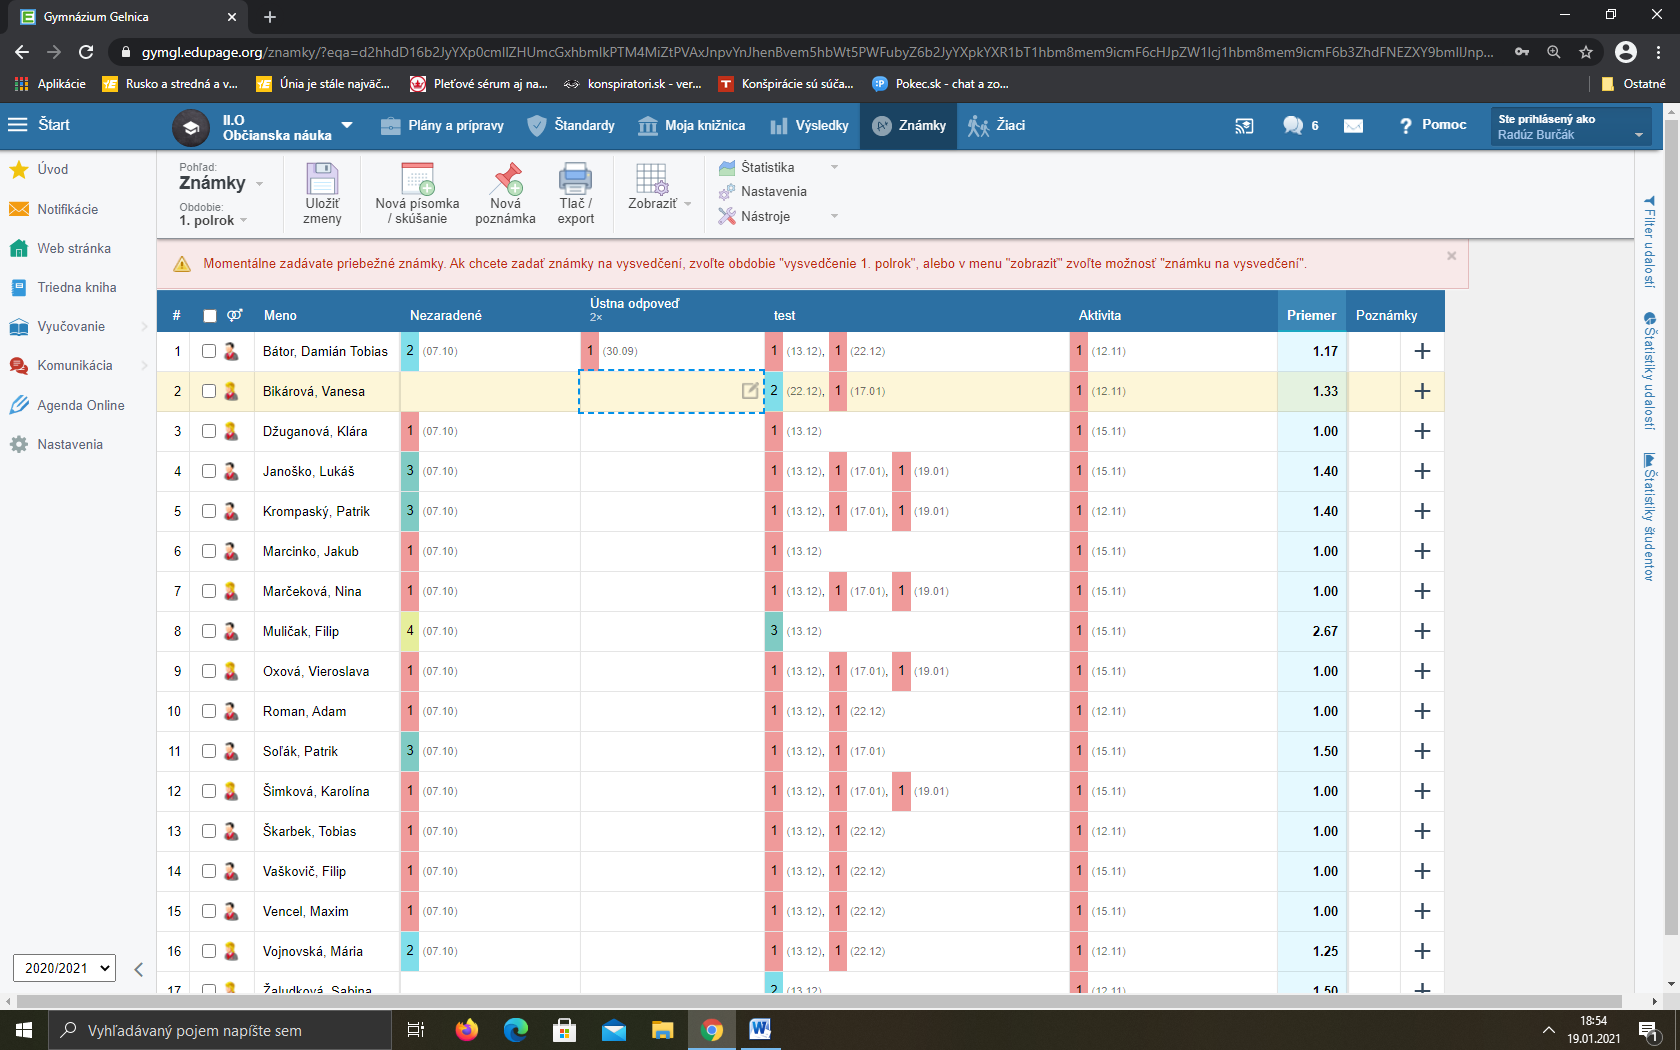 Gymnázium Gelnica
gymgl.edupage.org
Aplikácie
Rusko a stredná a v...
Únia je stále najväč...
Pleťové sérum aj na...
konspiratori.sk - ver...
Konšpirácie sú súča...
Pokec.sk - chat a zo...
Ostatné
Štart
II.O
Občianska náuka
Plány a prípravy
Štandardy
Moja knižnica
Výsledky
Známky
Žiaci
6
Pomoc
Ste prihlásený ako
Radúz Burčák
Úvod
Notifikácie
Web stránka
Triedna kniha
Vyučovanie
Komunikácia
Agenda Online
Nastavenia
2020/2021
Pohľad:
Známky
Obdobie:
1. polrok
Uložiť
zmeny
Nová písomka
/ skúšanie
Nová
poznámka
Tlač /
export
Zobraziť
Štatistika
Nastavenia
Nástroje
Filter udalostí
Štatistiky udalostí
Štatistiky študentov
Momentálne zadávate priebežné známky. Ak chcete zadať známky na vysvedčení, zvoľte obdobie "vysvedčenie 1. polrok", alebo v menu "zobraziť" zvoľte možnosť "známku na vysvedčení".
# Meno Nezaradené Ústna odpoveď 2× test Aktivita Priemer Poznámky
1 Bátor, Damián Tobias 2 (07.10) 1 (30.09) 1 (13.12), 1 (22.12) 1 (12.11) 1.17
2 Bikárová, Vanesa 2 (22.12), 1 (17.01) 1 (12.11) 1.33
3 Džuganová, Klára 1 (07.10) 1 (13.12) 1 (15.11) 1.00
4 Janoško, Lukáš 3 (07.10) 1 (13.12), 1 (17.01), 1 (19.01) 1 (15.11) 1.40
5 Krompaský, Patrik 3 (07.10) 1 (13.12), 1 (17.01), 1 (19.01) 1 (12.11) 1.40
6 Marcinko, Jakub 1 (07.10) 1 (13.12) 1 (15.11) 1.00
7 Marčeková, Nina 1 (07.10) 1 (13.12), 1 (17.01), 1 (19.01) 1 (15.11) 1.00
8 Muličak, Filip 4 (07.10) 3 (13.12) 1 (15.11) 2.67
9 Oxová, Vieroslava 1 (07.10) 1 (13.12), 1 (17.01), 1 (19.01) 1 (15.11) 1.00
10 Roman, Adam 1 (07.10) 1 (13.12), 1 (22.12) 1 (12.11) 1.00
11 Soľák, Patrik 3 (07.10) 1 (13.12), 1 (17.01) 1 (15.11) 1.50
12 Šimková, Karolína 1 (07.10) 1 (13.12), 1 (17.01), 1 (19.01) 1 (15.11) 1.00
13 Škarbek, Tobias 1 (07.10) 1 (13.12), 1 (22.12) 1 (12.11) 1.00
14 Vaškovič, Filip 1 (07.10) 1 (13.12), 1 (22.12) 1 (15.11) 1.00
15 Vencel, Maxim 1 (07.10) 1 (13.12), 1 (22.12) 1 (15.11) 1.00
16 Vojnovská, Mária 2 (07.10) 1 (13.12), 1 (22.12) 1 (12.11) 1.25
17 Žaludková, Sabina 2 (13.12) 1 (12.11) 1.50
Vyhľadávaný pojem napíšte sem
18:54
19.01.2021
1